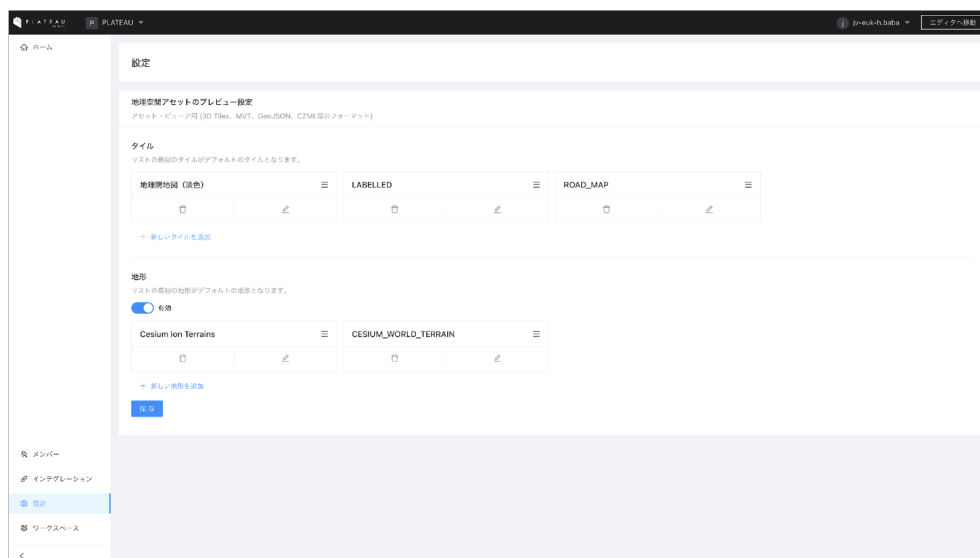 PLATEAU P PLATEAU j jv-euk-h.baba エディタへ移動
ホーム
設定
地理空間アセットのプレビュー設定
アセット・ビューア用 (3D Tiles、MVT、GeoJSON、CZML等のフォーマット)
タイル
リストの最初のタイルがデフォルトのタイルとなります。
地理院地図（淡色） LABELLED ROAD_MAP
+ 新しいタイルを追加
地形
リストの最初の地形がデフォルトの地形となります。
有効
Cesium Ion Terrains CESIUM_WORLD_TERRAIN
+ 新しい地形を追加
保存
メンバー
インテグレーション
設定
ワークスペース